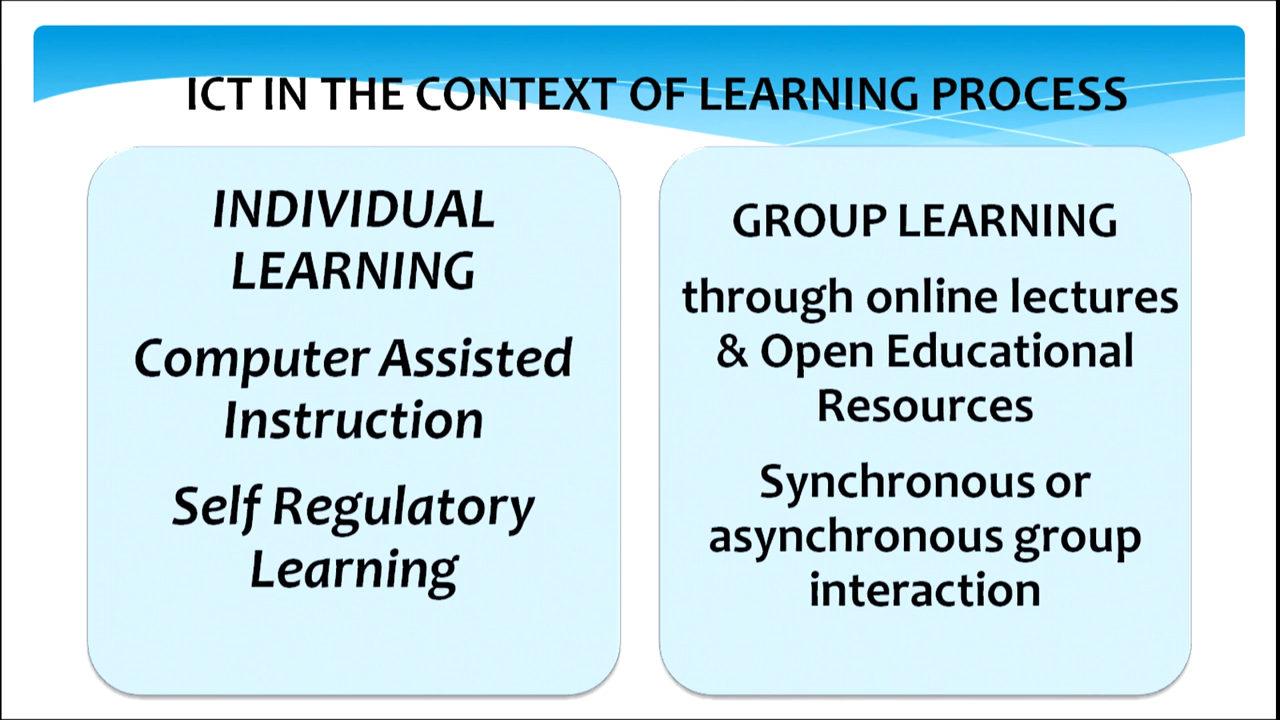 ICT IN THE CONTEXT OF LEARNING PROCESS
INDIVIDUAL
LEARNING
Computer Assisted
Instruction
Self Regulatory
Learning
GROUP LEARNING
through online lectures
& Open Educational
Resources
Synchronous or
asynchronous group
interaction